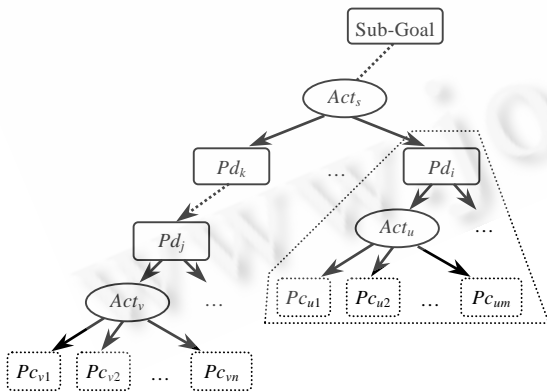 Sub-Goal
Act_s
Pd_k ... Pd_i
Pd_j Act_u ...
Act_v ... Pc_u1 Pc_u2 ... Pc_um
Pc_v1 Pc_v2 ... Pc_vn